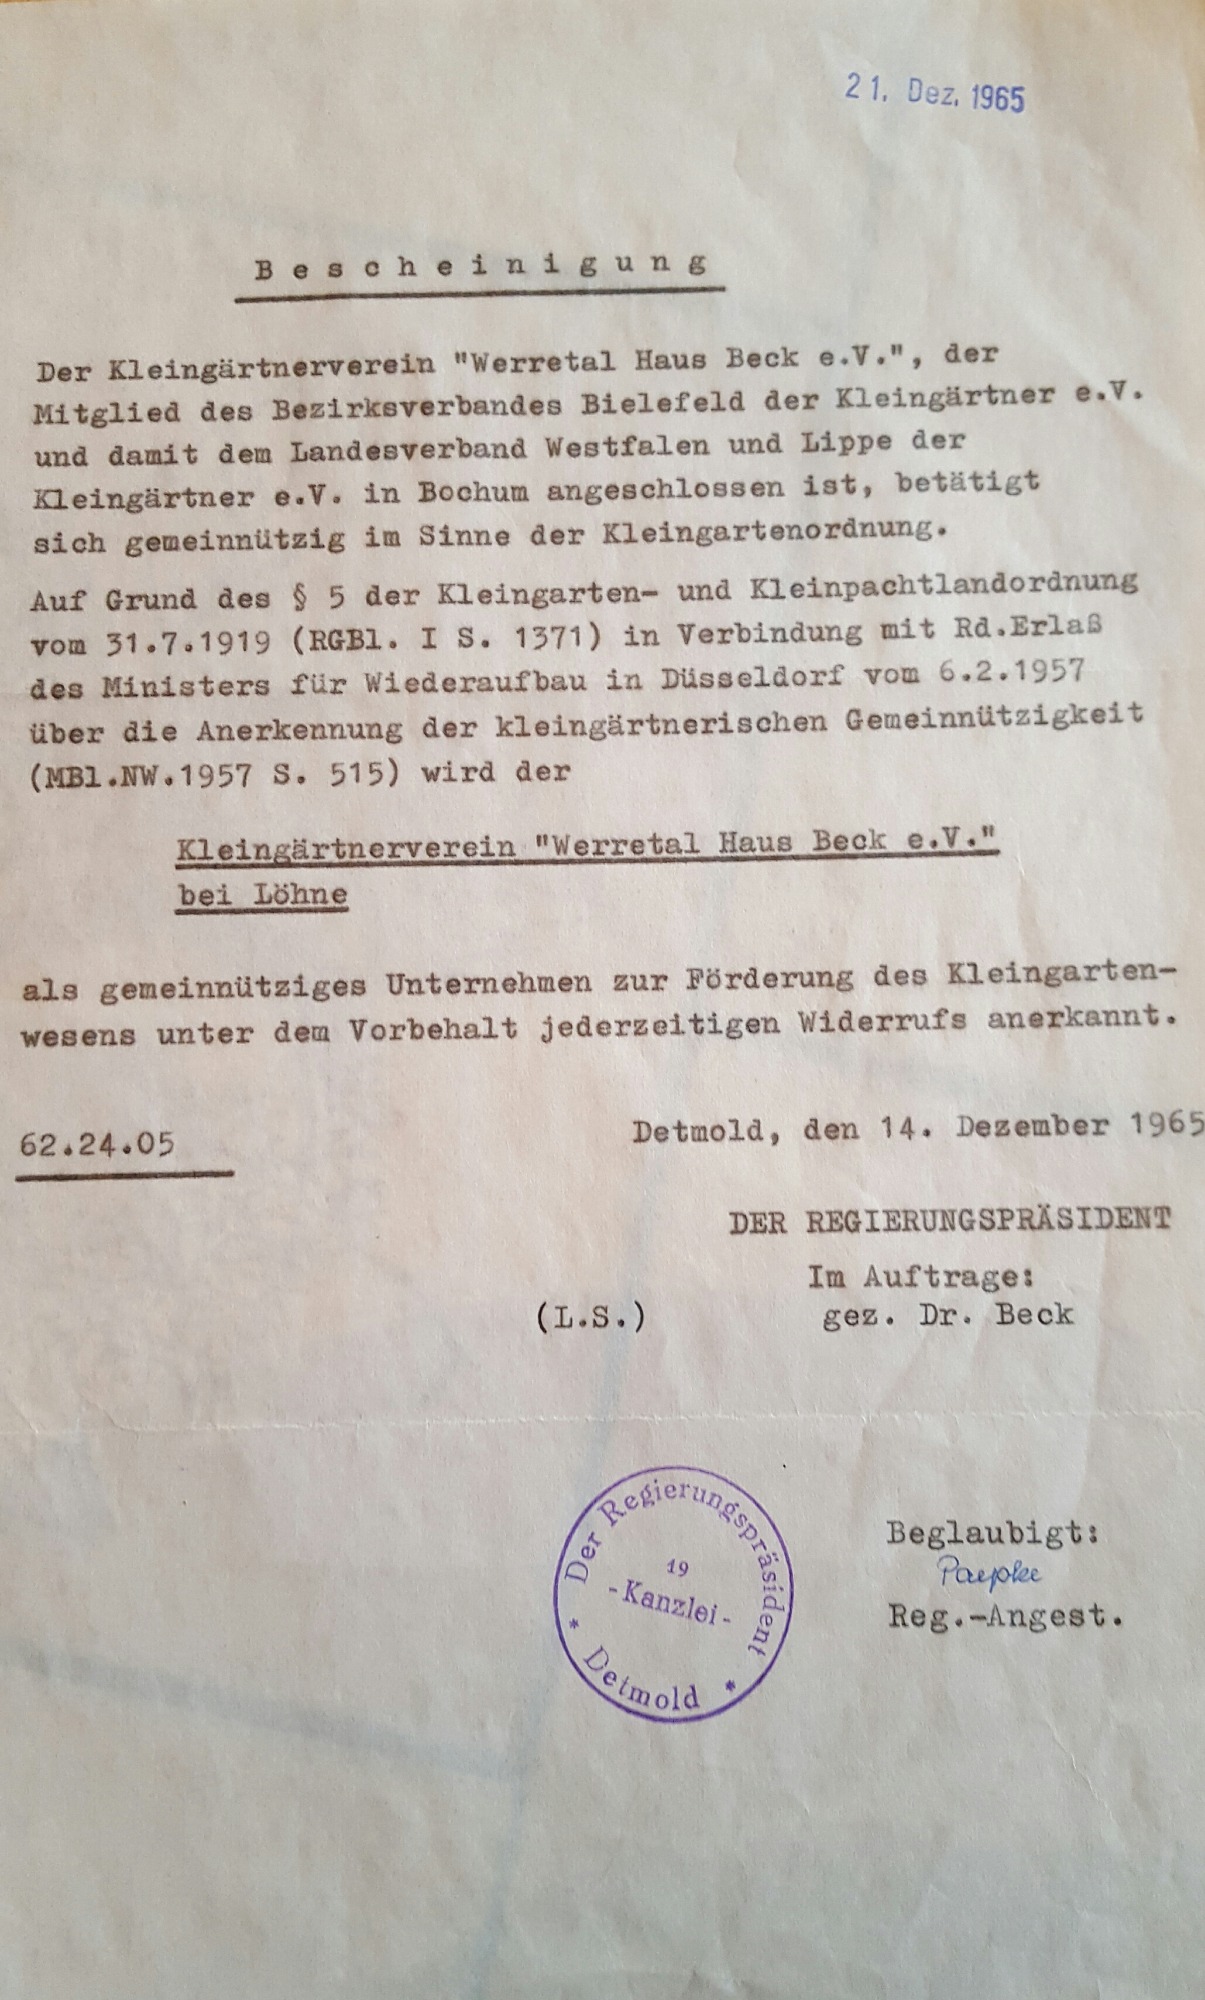 21. Dez. 1965
Bescheinigung
Der Kleingärtnerverein "Werretal Haus Beck e.V.", der
Mitglied des Bezirksverbandes Bielefeld der Kleingärtner e.V.
und damit dem Landesverband Westfalen und Lippe der
Kleingärtner e.V. in Bochum angeschlossen ist, betätigt
sich gemeinnützig im Sinne der Kleingartenordnung.
Auf Grund des § 5 der Kleingarten- und Kleinpachtlandordnung
vom 31.7.1919 (RGBl. I S. 1371) in Verbindung mit Rd.Erlaß
des Ministers für Wiederaufbau in Düsseldorf vom 6.2.1957
über die Anerkennung der kleingärtnerischen Gemeinnützigkeit
(MBl.NW.1957 S. 515) wird der
Kleingärtnerverein "Werretal Haus Beck e.V."
bei Löhne
als gemeinnütziges Unternehmen zur Förderung des Kleingarten-
wesens unter dem Vorbehalt jederzeitigen Widerrufs anerkannt.
62.24.05
Detmold, den 14. Dezember 1965
DER REGIERUNGSPRÄSIDENT
Im Auftrage:
(L.S.) gez. Dr. Beck
Der Regierungspräsident
19
-Kanzlei-
* Detmold *
Beglaubigt:
Paepke
Reg.-Angest.